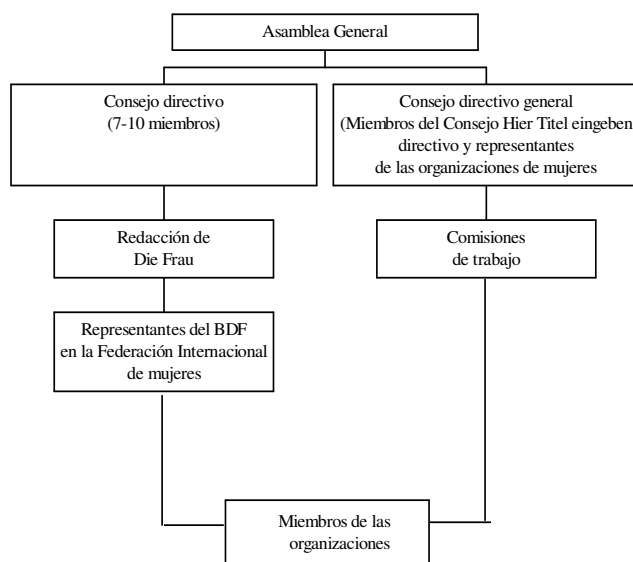 Asamblea General
Consejo directivo
(7-10 miembros)
Consejo directivo general
(Miembros del Consejo Hier Titel eingeben
directivo y representantes
de las organizaciones de mujeres
Redacción de
Die Frau
Comisiones
de trabajo
Representantes del BDF
en la Federación Internacional
de mujeres
Miembros de las
organizaciones